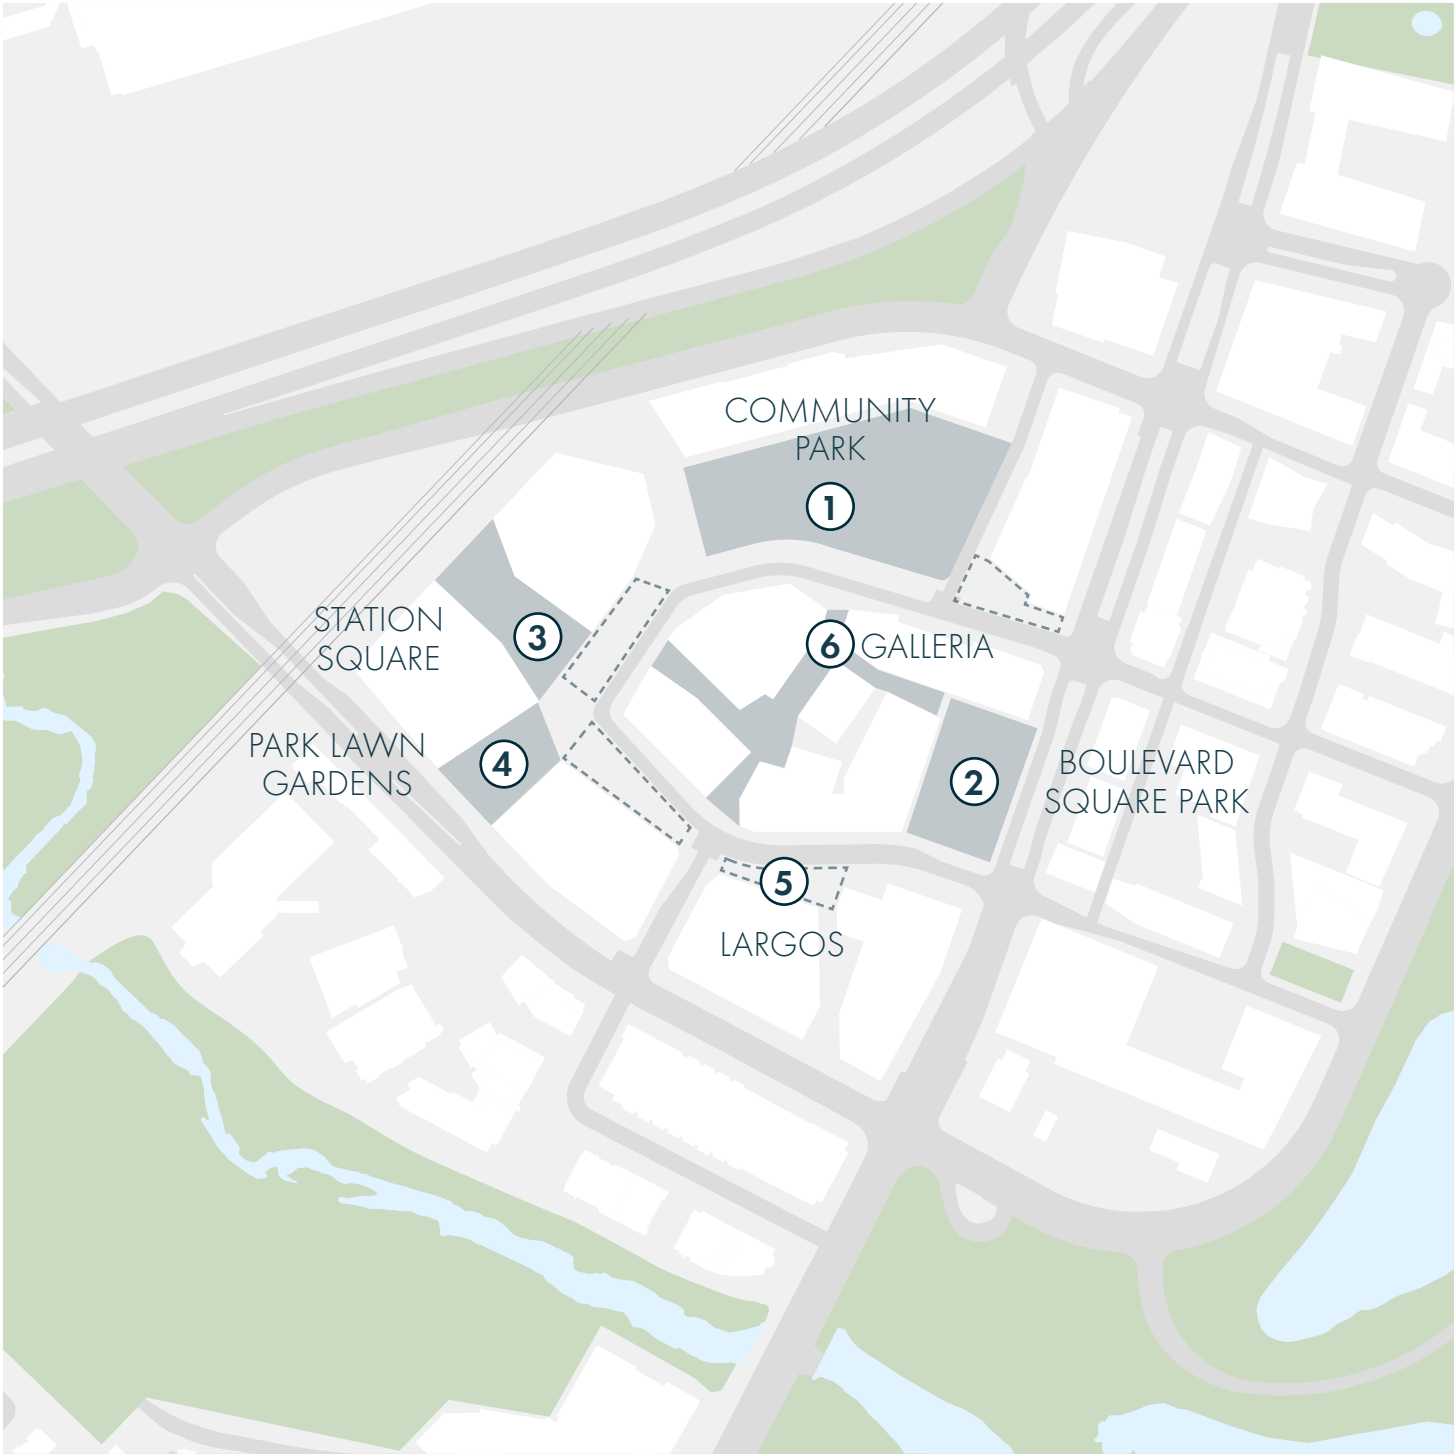 COMMUNITY
PARK
1
STATION
SQUARE
3
6
GALLERIA
PARK LAWN
GARDENS
4
2
BOULEVARD
SQUARE PARK
5
LARGOS